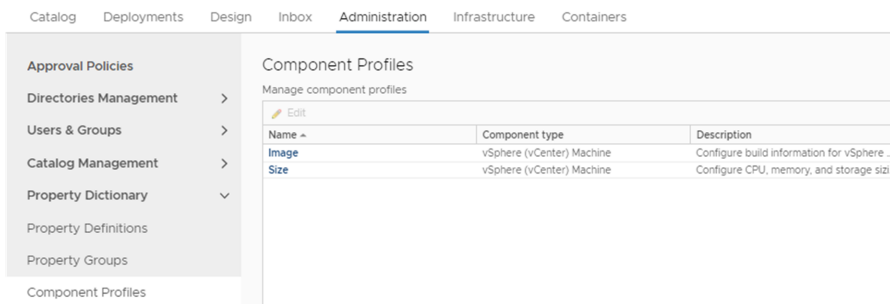 Catalog Deployments Design Inbox Administration Infrastructure Containers
Approval Policies
Directories Management
Users & Groups
Catalog Management
Property Dictionary
Property Definitions
Property Groups
Component Profiles
Component Profiles
Manage component profiles
Edit
Name Component type Description
Image vSphere (vCenter) Machine Configure build information for vSphere ..
Size vSphere (vCenter) Machine Configure CPU, memory, and storage sizi